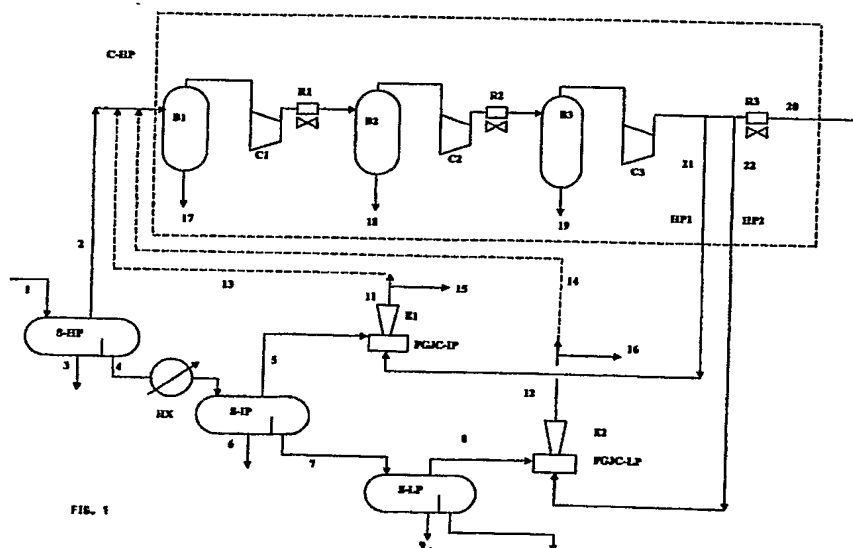 C-HP
R1
R2
R3
20
B1
B2
B3
C1
C2
C3
21
22
17
18
19
HP1
HP2
2
13
14
1
11
15
E1
S-HP
5
PGJC-IP
16
3
4
12
HX
S-IP
E2
8
6
7
PGJC-LP
S-LP
FIG. 1
9